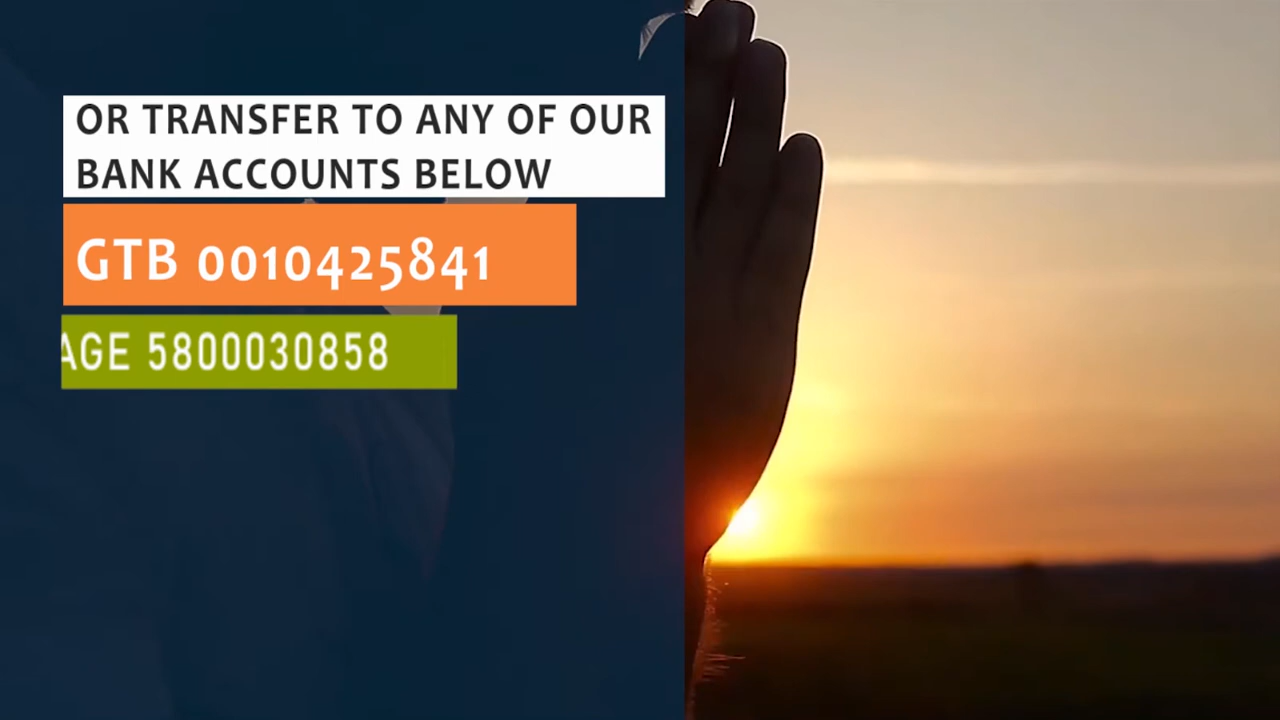 OR TRANSFER TO ANY OF OUR
BANK ACCOUNTS BELOW
GTB 0010425841
AGE 5800030858